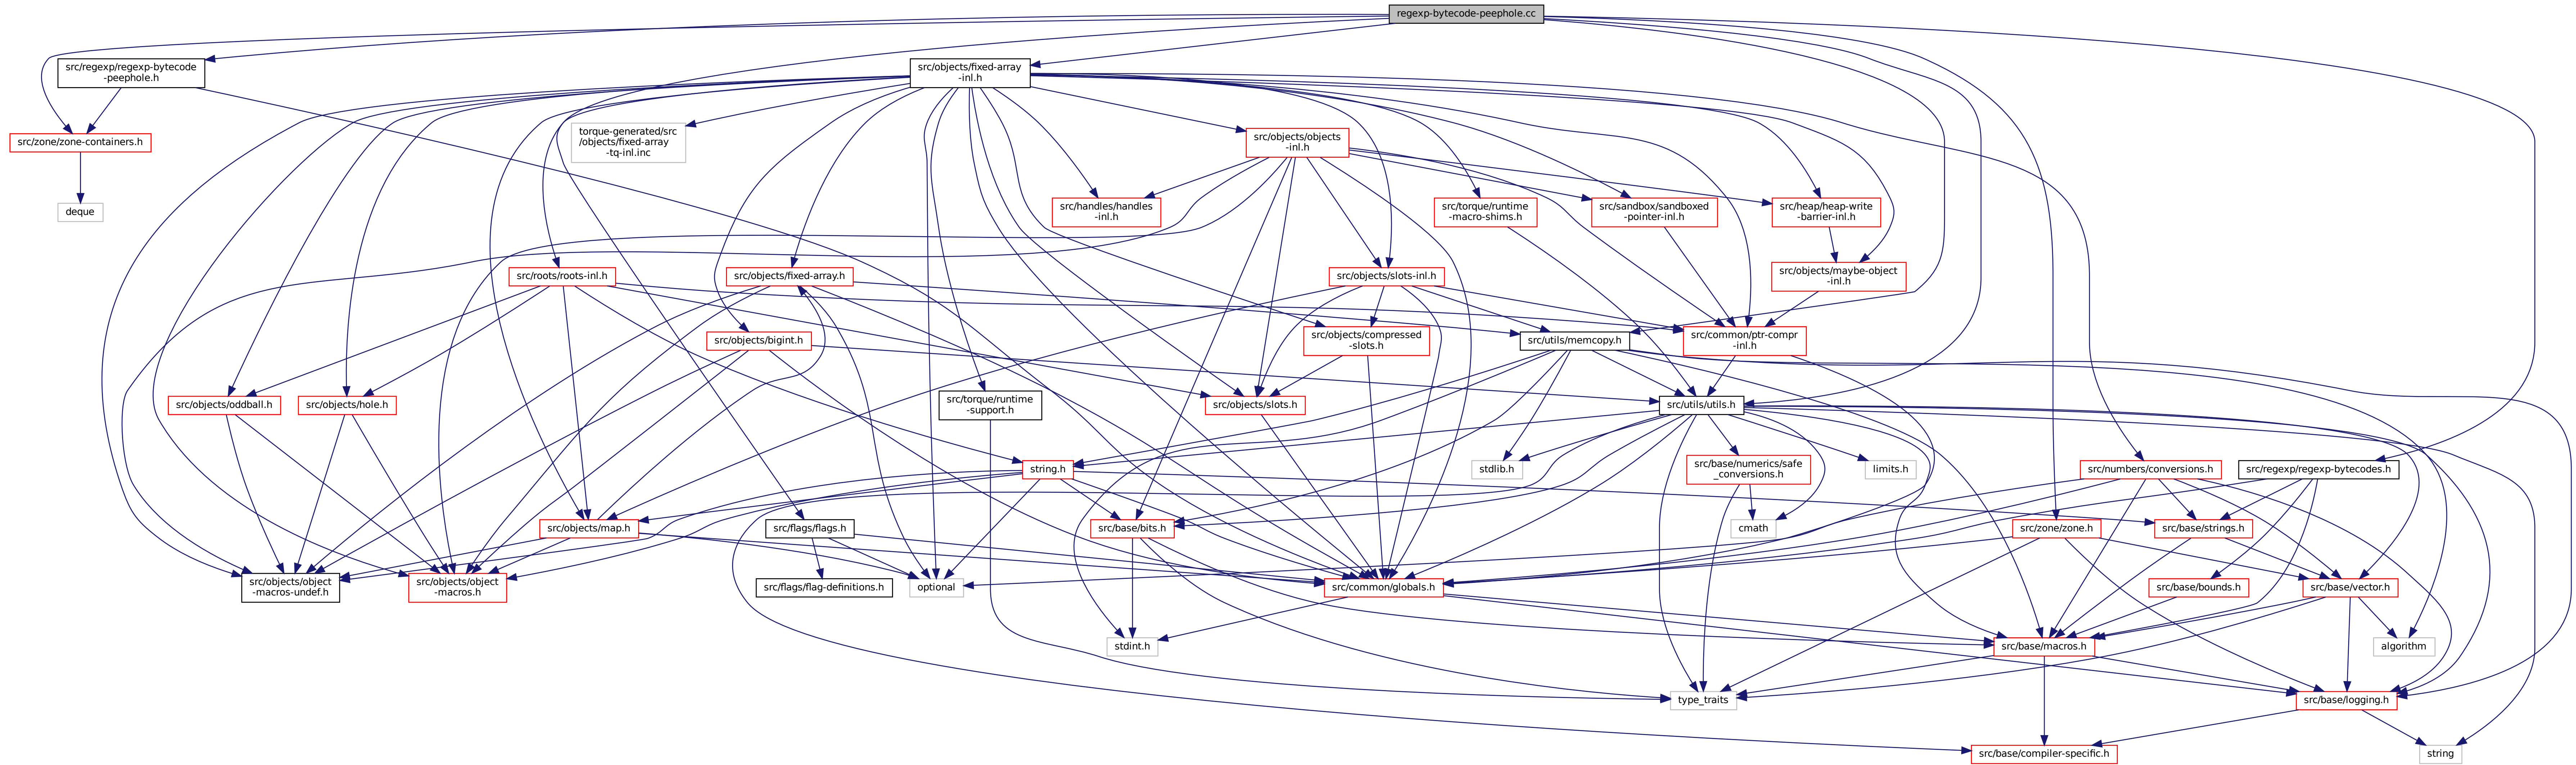 regexp-bytecode-peephole.cc
src/regexp/regexp-bytecode
-peephole.h
src/objects/fixed-array
-inl.h
src/zone/zone-containers.h
torque-generated/src
/objects/fixed-array
-tq-inl.inc
src/objects/objects
-inl.h
deque
src/handles/handles
-inl.h
src/torque/runtime
-macro-shims.h
src/sandbox/sandboxed
-pointer-inl.h
src/heap/heap-write
-barrier-inl.h
src/roots/roots-inl.h
src/objects/fixed-array.h
src/objects/slots-inl.h
src/objects/maybe-object
-inl.h
src/objects/bigint.h
src/objects/compressed
-slots.h
src/utils/memcopy.h
src/common/ptr-compr
-inl.h
src/objects/oddball.h
src/objects/hole.h
src/torque/runtime
-support.h
src/objects/slots.h
src/utils/utils.h
string.h
stdlib.h
src/base/numerics/safe
_conversions.h
limits.h
src/numbers/conversions.h
src/regexp/regexp-bytecodes.h
src/objects/map.h
src/flags/flags.h
src/base/bits.h
cmath
src/zone/zone.h
src/base/strings.h
src/objects/object
-macros-undef.h
src/objects/object
-macros.h
src/flags/flag-definitions.h
optional
src/common/globals.h
src/base/bounds.h
src/base/vector.h
stdint.h
src/base/macros.h
algorithm
type_traits
src/base/logging.h
src/base/compiler-specific.h
string